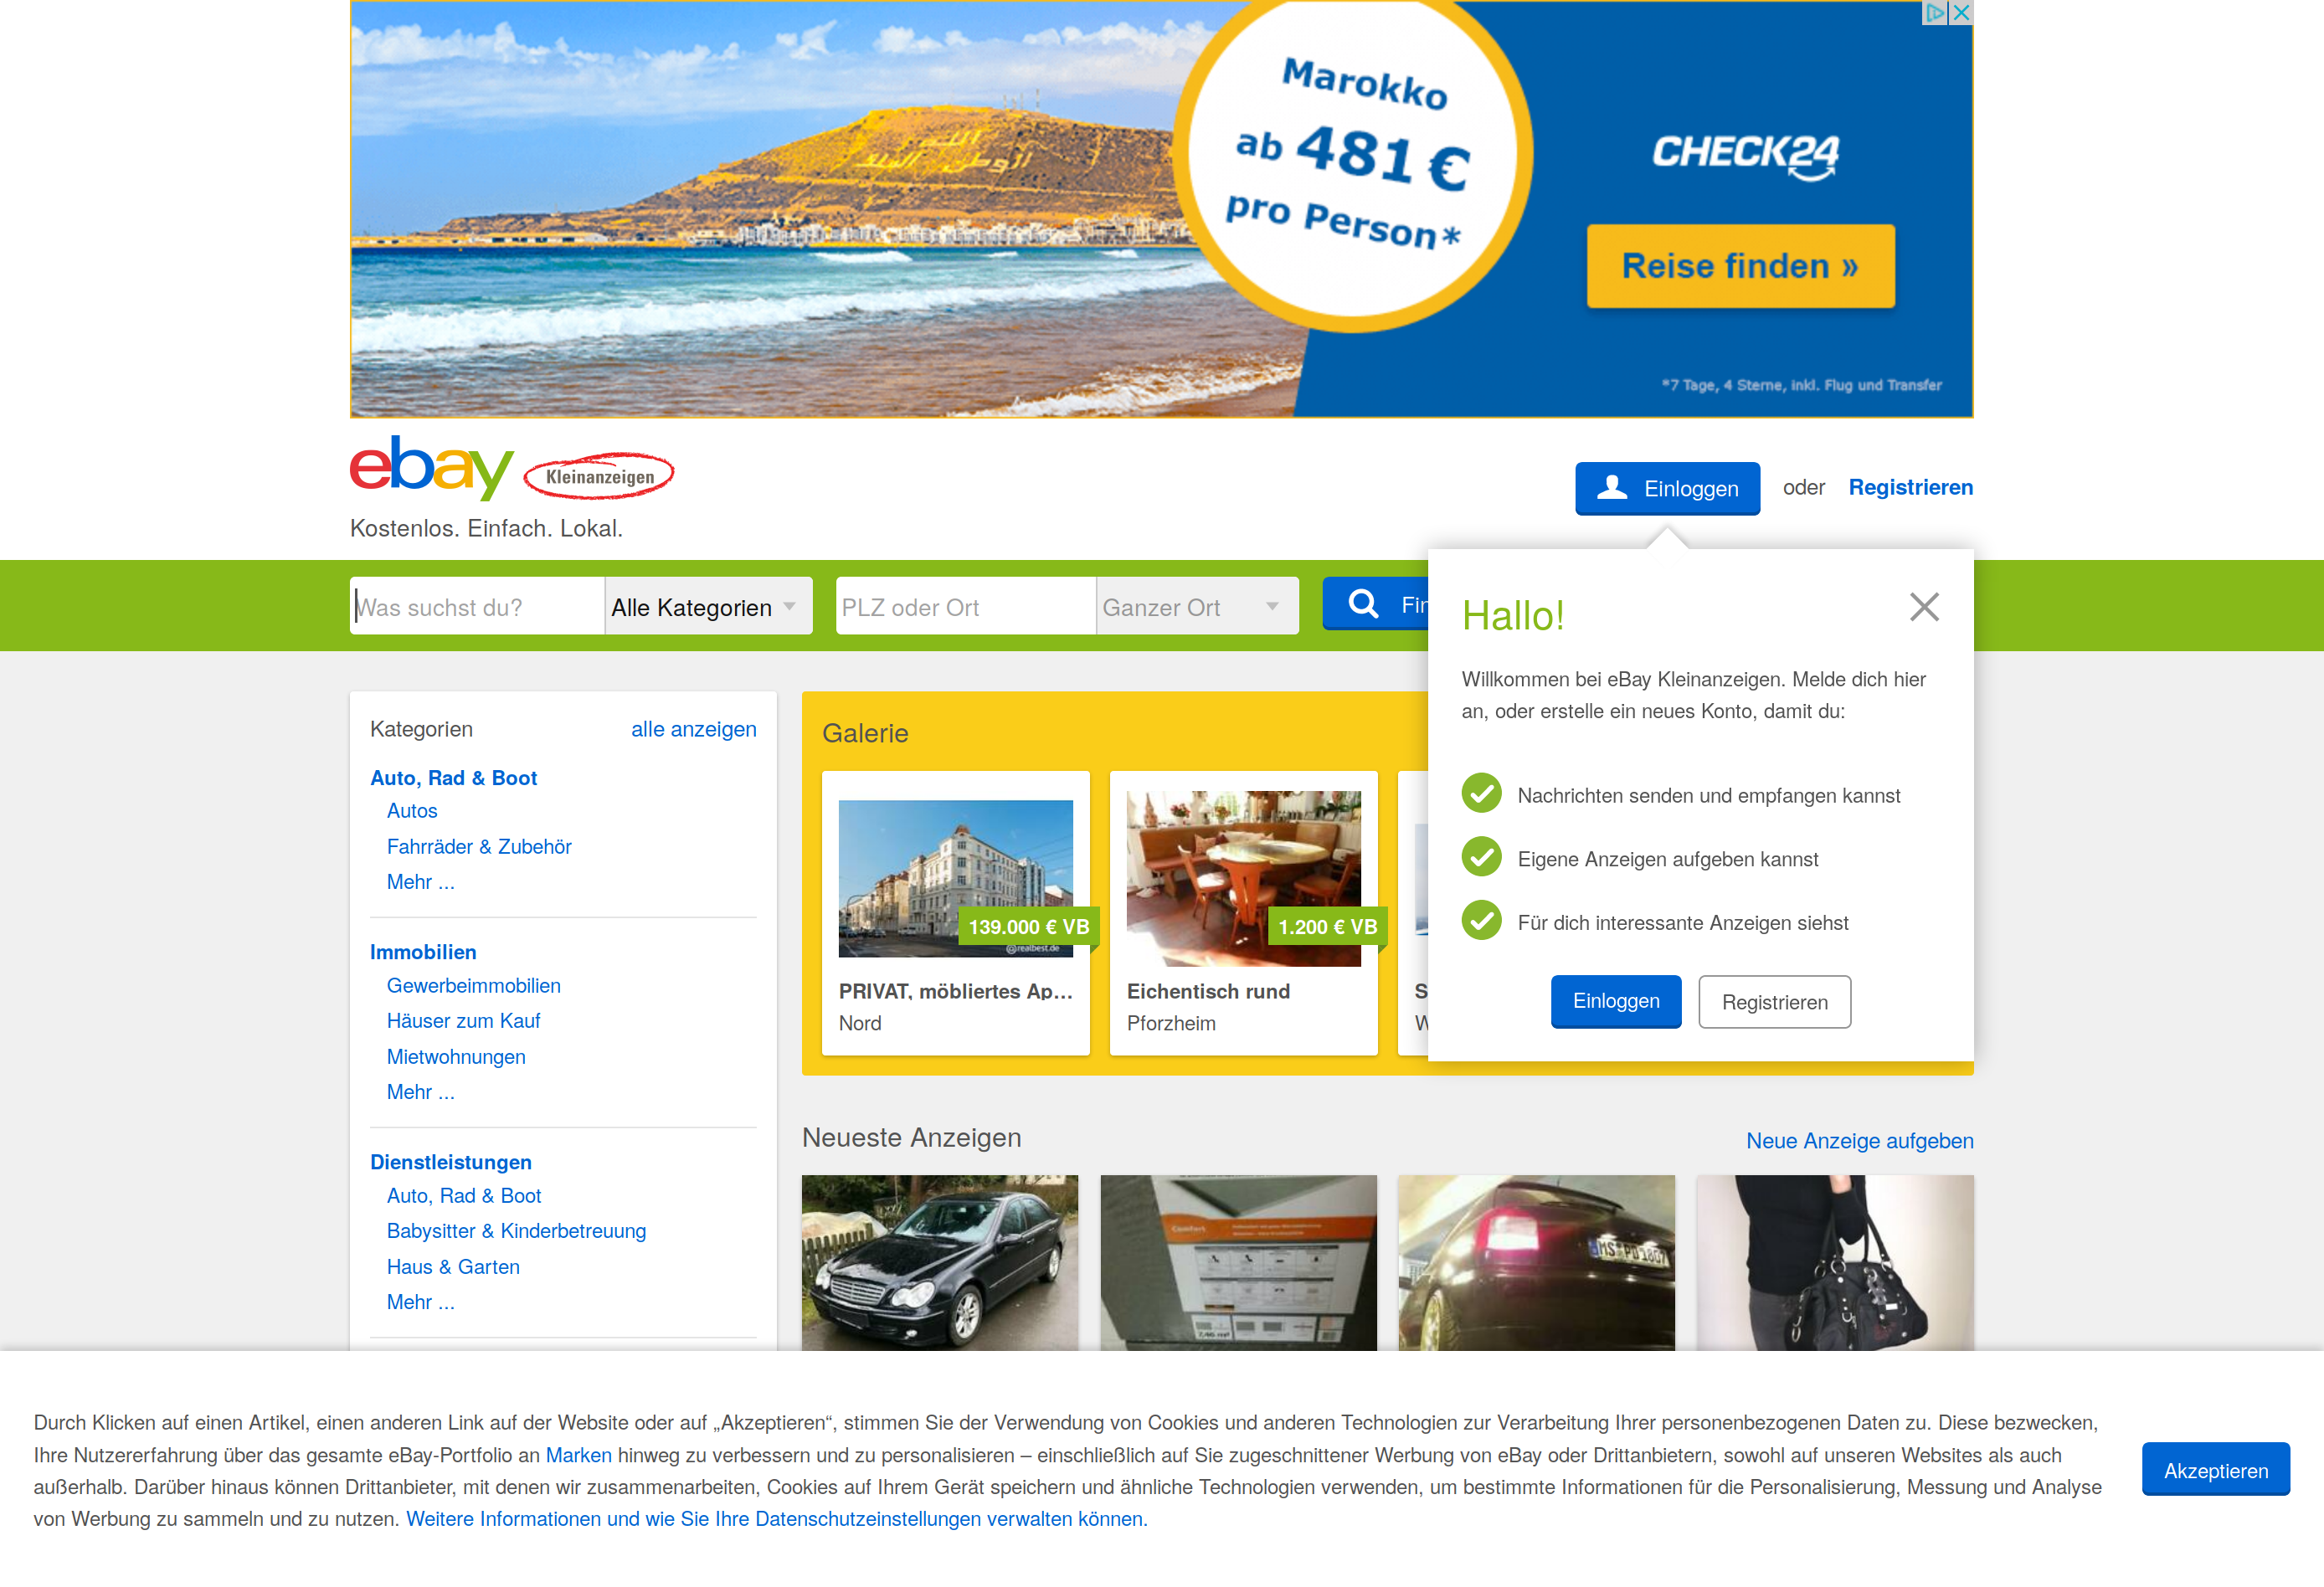 Marokko
ab 481 €
pro Person*
CHECK24
Reise finden »
*7 Tage, 4 Sterne, inkl. Flug und Transfer
ebay Kleinanzeigen
Kostenlos. Einfach. Lokal.
Einloggen oder Registrieren
Was suchst du? Alle Kategorien PLZ oder Ort Ganzer Ort Fin
Hallo!
Willkommen bei eBay Kleinanzeigen. Melde dich hier
an, oder erstelle ein neues Konto, damit du:
Nachrichten senden und empfangen kannst
Eigene Anzeigen aufgeben kannst
Für dich interessante Anzeigen siehst
Einloggen Registrieren
Kategorien alle anzeigen
Auto, Rad & Boot
Autos
Fahrräder & Zubehör
Mehr ...
Immobilien
Gewerbeimmobilien
Häuser zum Kauf
Mietwohnungen
Mehr ...
Dienstleistungen
Auto, Rad & Boot
Babysitter & Kinderbetreuung
Haus & Garten
Mehr ...
Galerie
139.000 € VB
@realbest.de
PRIVAT, möbliertes Ap...
Nord
1.200 € VB
Eichentisch rund
Pforzheim
S
W
Neueste Anzeigen Neue Anzeige aufgeben
Comfort
MS PD 1807
Durch Klicken auf einen Artikel, einen anderen Link auf der Website oder auf „Akzeptieren“, stimmen Sie der Verwendung von Cookies und anderen Technologien zur Verarbeitung Ihrer personenbezogenen Daten zu. Diese bezwecken,
Ihre Nutzererfahrung über das gesamte eBay-Portfolio an Marken hinweg zu verbessern und zu personalisieren – einschließlich auf Sie zugeschnittener Werbung von eBay oder Drittanbietern, sowohl auf unseren Websites als auch
außerhalb. Darüber hinaus können Drittanbieter, mit denen wir zusammenarbeiten, Cookies auf Ihrem Gerät speichern und ähnliche Technologien verwenden, um bestimmte Informationen für die Personalisierung, Messung und Analyse
von Werbung zu sammeln und zu nutzen. Weitere Informationen und wie Sie Ihre Datenschutzeinstellungen verwalten können.
Akzeptieren